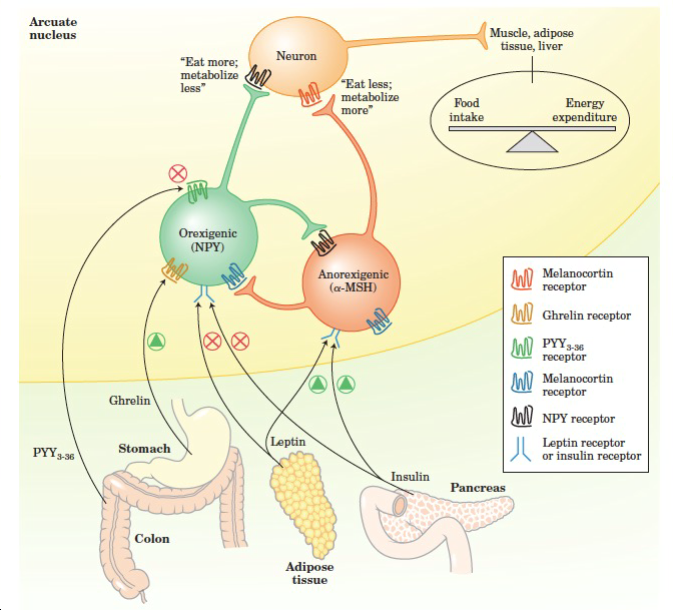 Arcuate
nucleus
Neuron
Muscle, adipose
tissue, liver
"Eat more;
metabolize
less"
"Eat less;
metabolize
more"
Food
intake
Energy
expenditure
Orexigenic
(NPY)
Anorexigenic
(α-MSH)
Melanocortin
receptor
Ghrelin receptor
PYY3-36
receptor
Melanocortin
receptor
NPY receptor
Leptin receptor
or insulin receptor
Ghrelin
PYY3-36
Stomach
Leptin
Insulin
Pancreas
Colon
Adipose
tissue